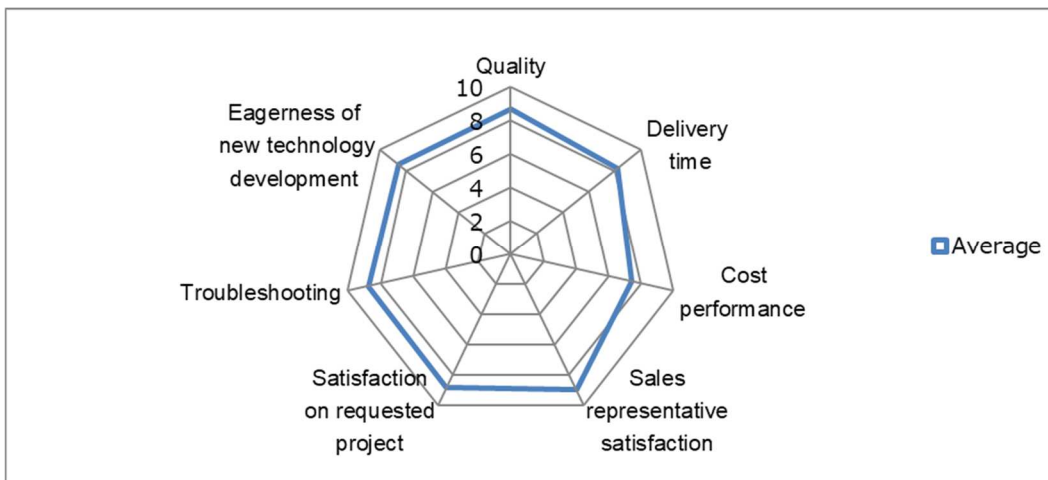 Quality
10
8
6
4
2
0
Delivery
time
Cost
performance
Sales
representative
satisfaction
Satisfaction
on requested
project
Troubleshooting
Eagerness of
new technology
development
Average